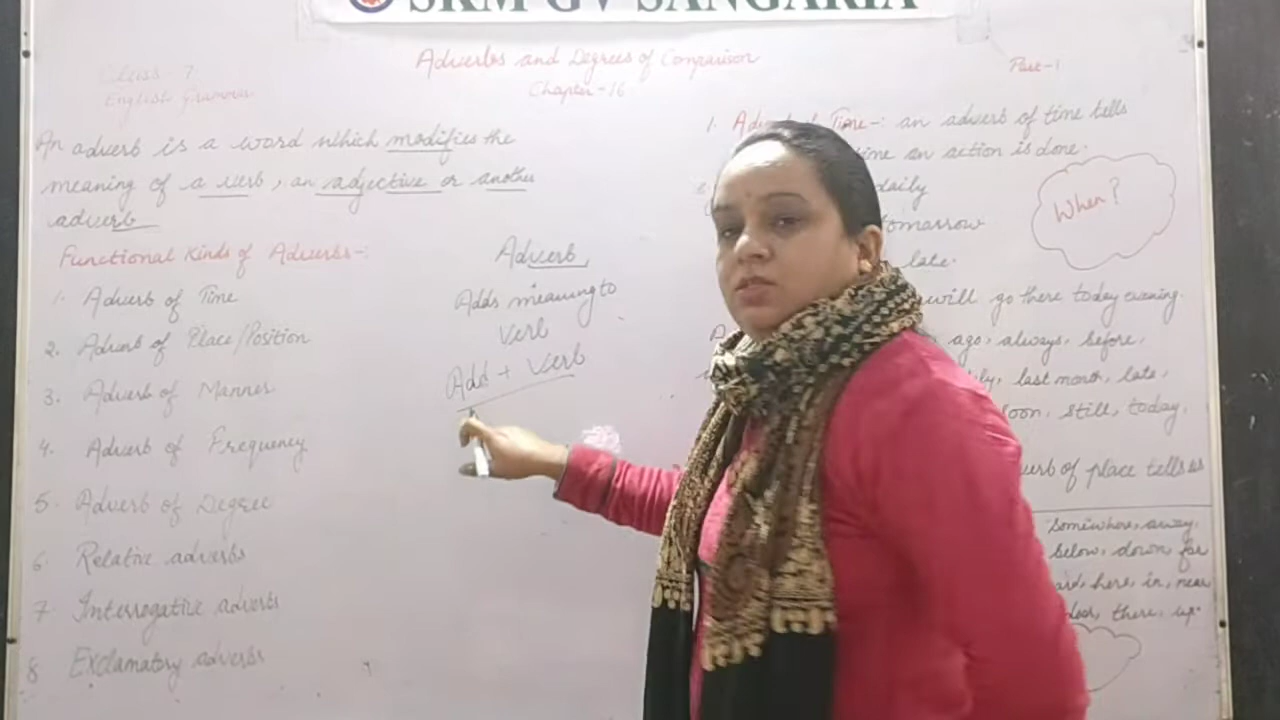 SRM GV SANGARIA
Adverbs and Degrees of Comparison
Chapter-16
Class-7
English Grammar
Part-1
An adverb is a word which modifies the
meaning of a verb, an adjective or another
adverb
Functional Kinds of Adverbs-:
1. Adverb of Time
2. Adverb of Place/Position
3. Adverb of Manner
4. Adverb of Frequency
5. Adverb of Degree
6. Relative adverbs
7. Interrogative adverbs
8 Exclamatory adverbs
Adverb
Adds meaning to
Verb
Add + Verb
1. Time-: an adverb of time tells
time an action is done.
daily
tomorrow
late.
When?
will go there today evening.
ago, always, before,
last month, late,
soon, still, today,
verb of place tells us
somewhere, away,
below, down, far
here, in, near
there, up.